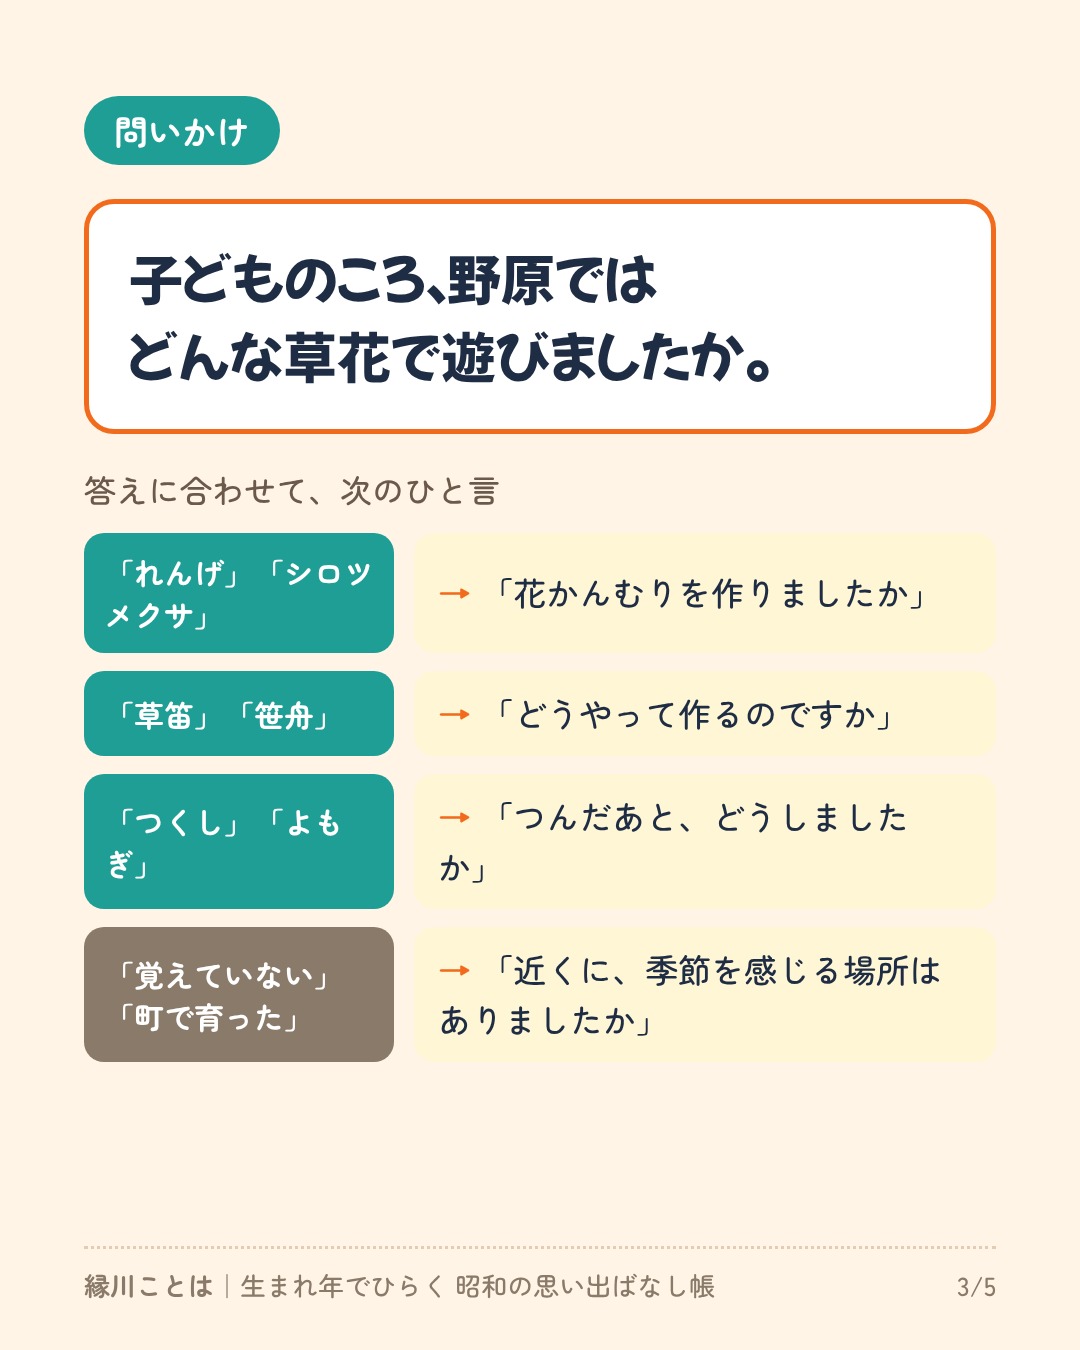 問いかけ
子どものころ、野原では
どんな草花で遊びましたか。
答えに合わせて、次のひと言
「れんげ」「シロツ
メクサ」
→「花かんむりを作りましたか」
「草笛」「笹舟」
→「どうやって作るのですか」
「つくし」「よも
ぎ」
→「つんだあと、どうしました
か」
「覚えていない」
「町で育った」
→「近くに、季節を感じる場所は
ありましたか」
縁川ことは｜生まれ年でひらく 昭和の思い出ばなし帳
3/5